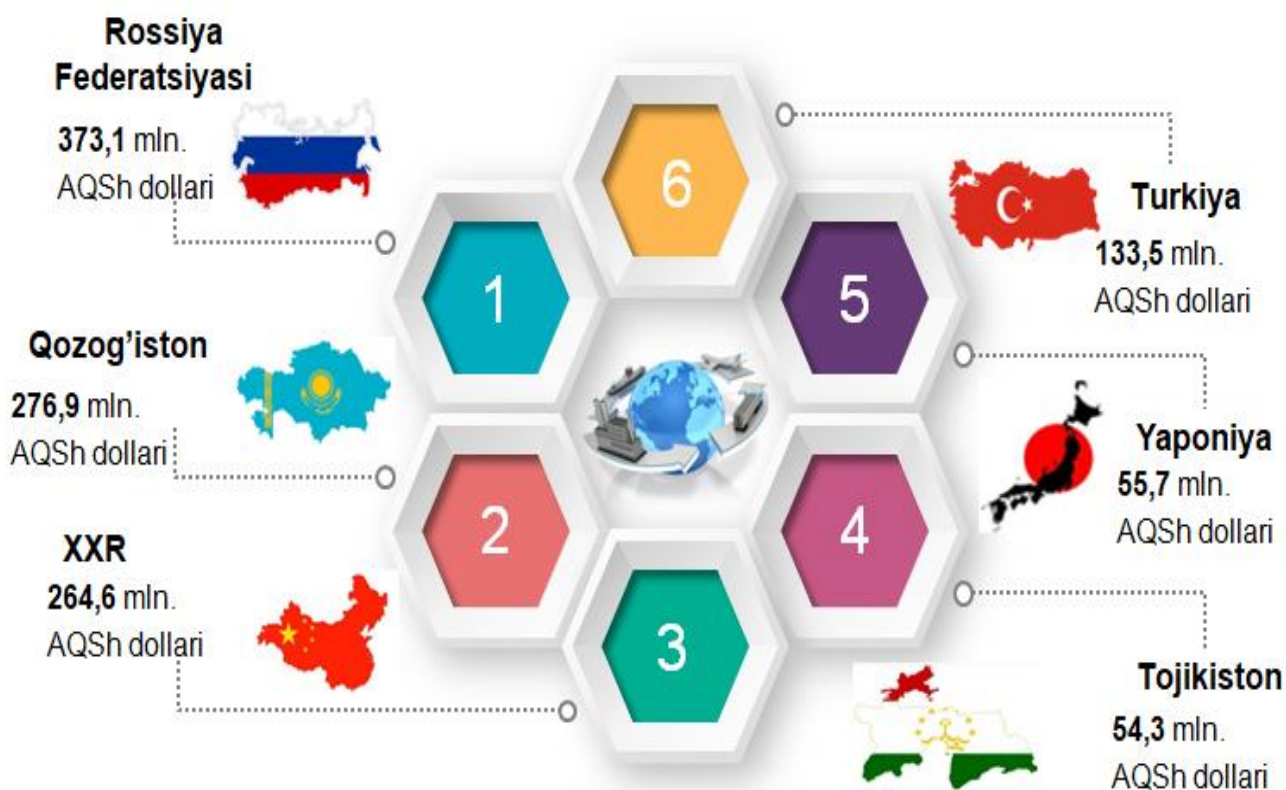 Rossiya
Federatsiyasi
373,1 mln.
AQSh dollari
Qozog'iston
276,9 mln.
AQSh dollari
XXR
264,6 mln.
AQSh dollari
1
2
3
4
5
6
Turkiya
133,5 mln.
AQSh dollari
Yaponiya
55,7 mln.
AQSh dollari
Tojikiston
54,3 mln.
AQSh dollari